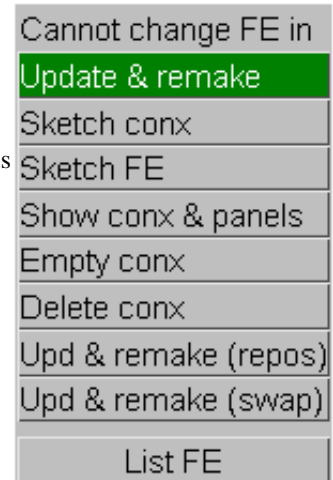 Cannot change FE in
Update & remake
Sketch conx
s
Sketch FE
Show conx & panels
Empty conx
Delete conx
Upd & remake (repos)
Upd & remake (swap)
List FE